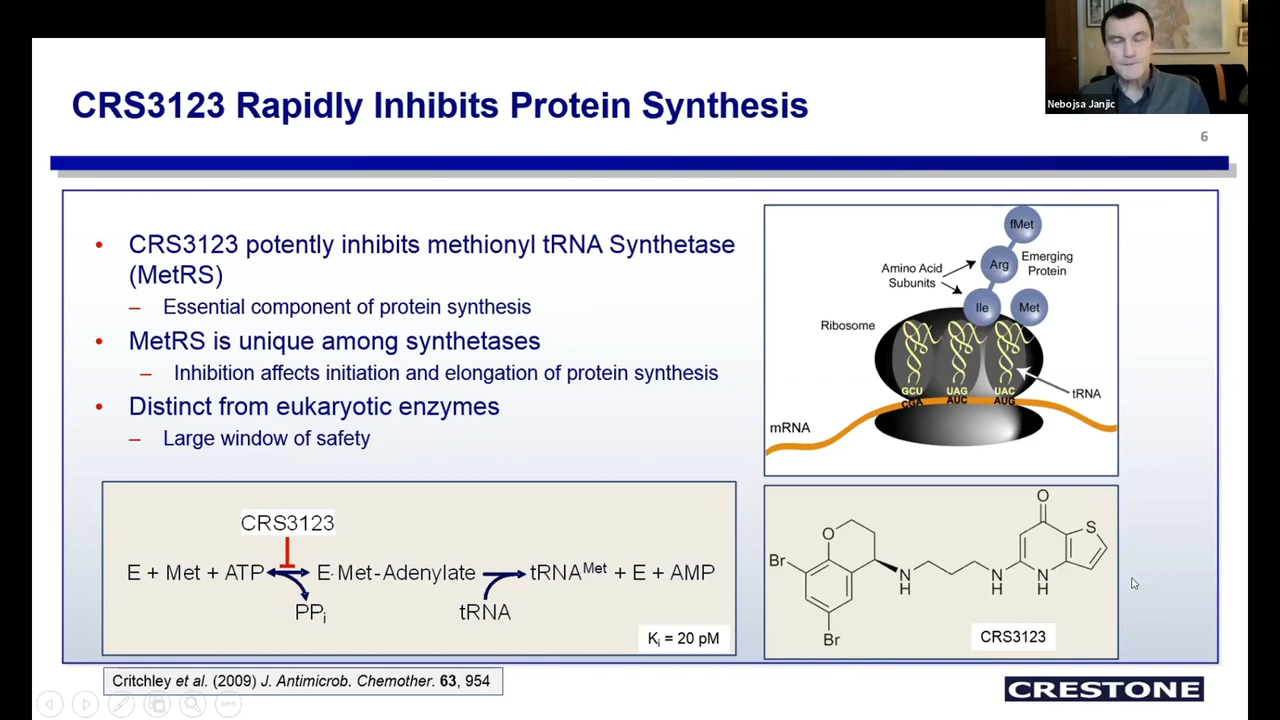 CRS3123 Rapidly Inhibits Protein Synthesis
Nebojsa Janjic
6
• CRS3123 potently inhibits methionyl tRNA Synthetase
(MetRS)
– Essential component of protein synthesis
• MetRS is unique among synthetases
– Inhibition affects initiation and elongation of protein synthesis
• Distinct from eukaryotic enzymes
– Large window of safety
fMet
Arg
Emerging
Protein
Amino Acid
Subunits
Ile
Met
Ribosome
GCU UAG UAC
CGA AUC AUG
tRNA
mRNA
CRS3123
E + Met + ATP
E·Met-Adenylate
tRNAMet + E + AMP
PPi
tRNA
Ki = 20 pM
O
S
O
Br
N
H
N
H
N
H
Br
CRS3123
Critchley et al. (2009) J. Antimicrob. Chemother. 63, 954
CRESTONE